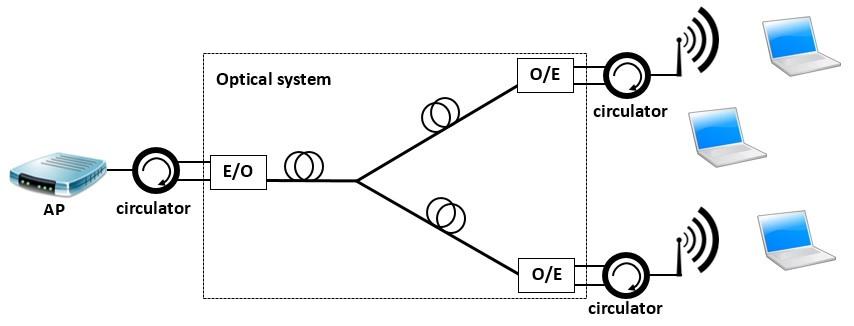 Optical system
O/E
circulator
E/O
AP
circulator
O/E
circulator